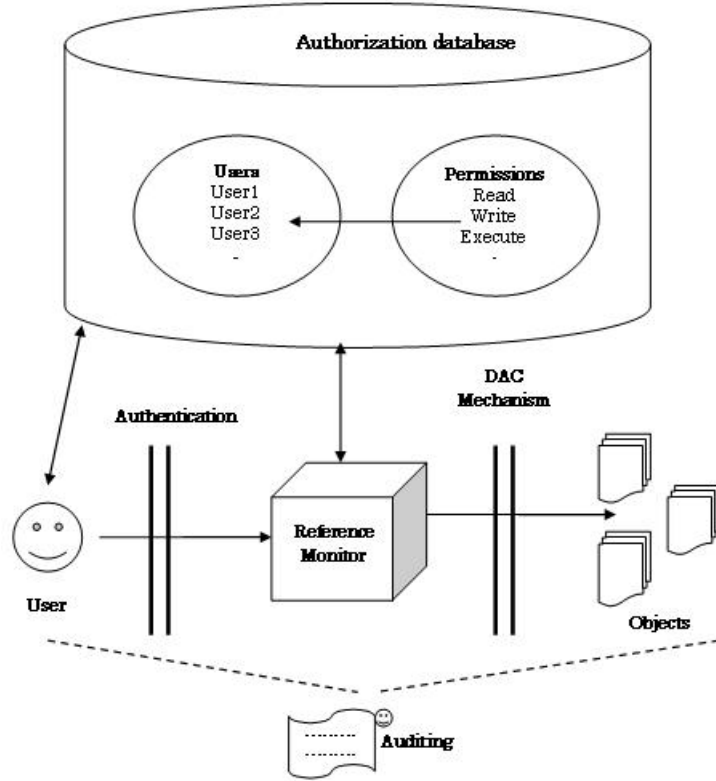 Authorization database
Users
User1
User2
User3
-
Permissions
Read
Write
Execute
-
DAC
Mechanism
Authentication
Reference
Monitor
User
Objects
Auditing